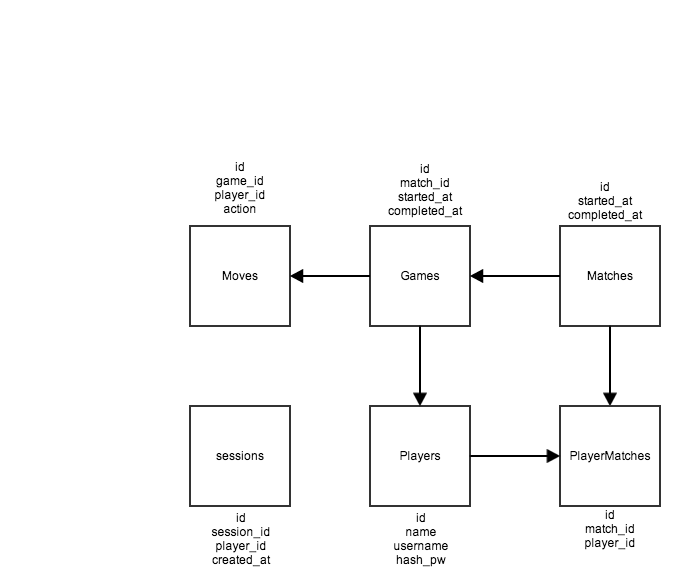 id
game_id
player_id
action
id
match_id
started_at
completed_at
id
started_at
completed_at
Moves
Games
Matches
sessions
Players
PlayerMatches
id
session_id
player_id
created_at
id
name
username
hash_pw
id
match_id
player_id